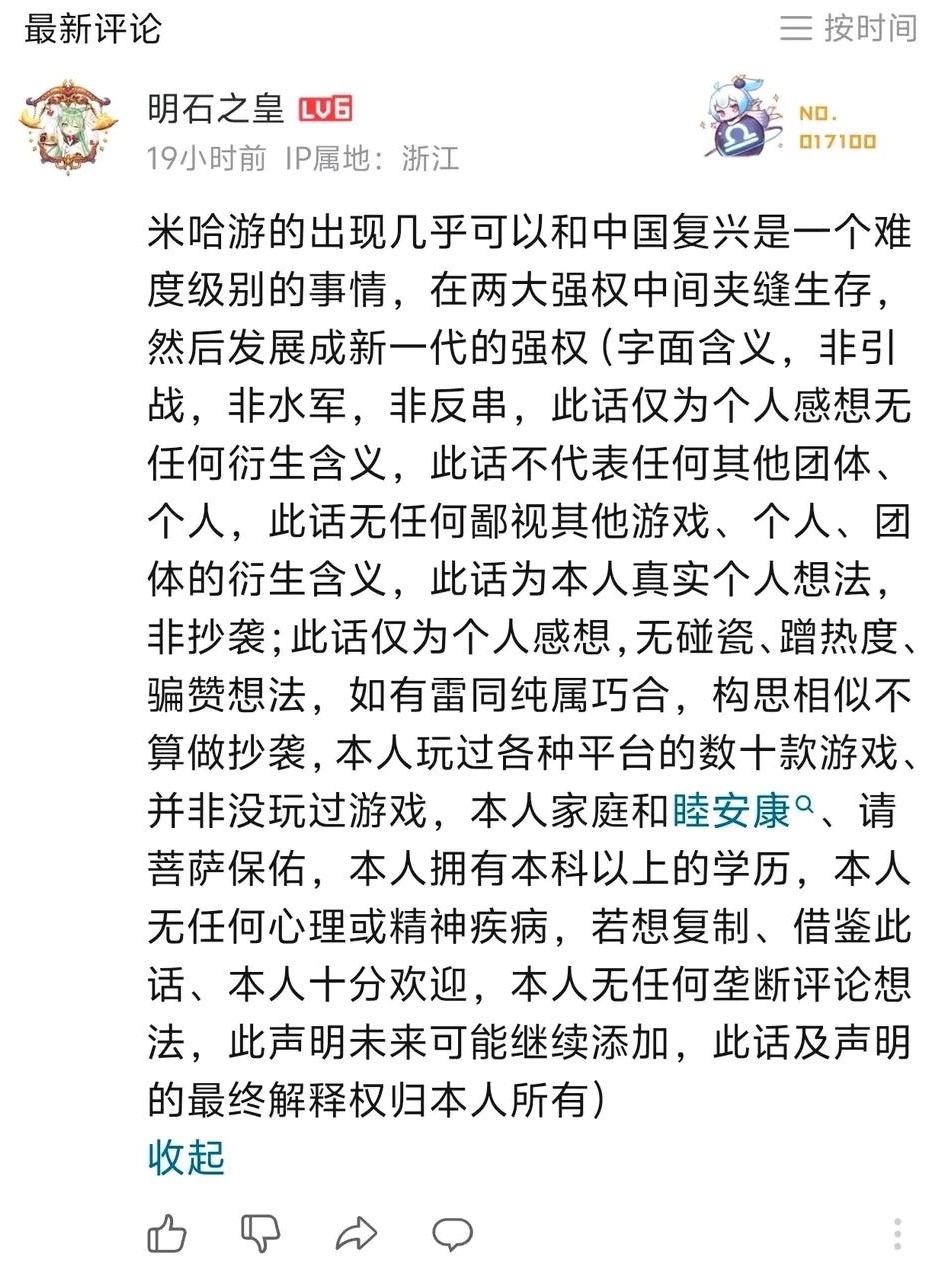 最新评论
按时间
明石之皇 LV6
19小时前 IP属地：浙江
NO.
017100
米哈游的出现几乎可以和中国复兴是一个难
度级别的事情，在两大强权中间夹缝生存，
然后发展成新一代的强权(字面含义，非引
战，非水军，非反串，此话仅为个人感想无
任何衍生含义，此话不代表任何其他团体、
个人，此话无任何鄙视其他游戏、个人、团
体的衍生含义，此话为本人真实个人想法，
非抄袭;此话仅为个人感想,无碰瓷、蹭热度、
骗赞想法，如有雷同纯属巧合，构思相似不
算做抄袭,本人玩过各种平台的数十款游戏、
并非没玩过游戏，本人家庭和睦安康、请
菩萨保佑，本人拥有本科以上的学历，本人
无任何心理或精神疾病，若想复制、借鉴此
话、本人十分欢迎，本人无任何垄断评论想
法，此声明未来可能继续添加，此话及声明
的最终解释权归本人所有)
收起